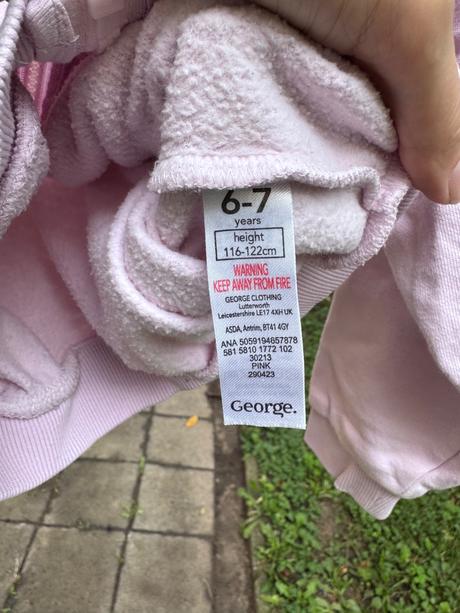 6-7
years
height
116-122cm
WARNING
KEEP AWAY FROM FIRE
GEORGE CLOTHING
Lutterworth
Leicestershire LE17 4XH UK
ASDA, Antrim, BT41 4GY
ANA 5059194657878
581 5810 1772 102
30213
PINK
290423
George.